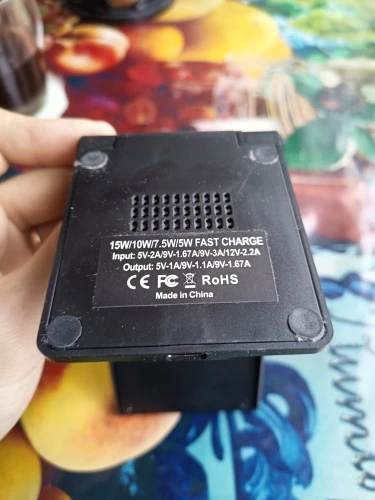 15W/10W/7.5W/5W FAST CHARGE
Input: 5V-2A/9V-1.67A/9V-3A/12V-2.2A
Output: 5V-1A/9V-1.1A/9V-1.67A
CE FC RoHS
Made in China